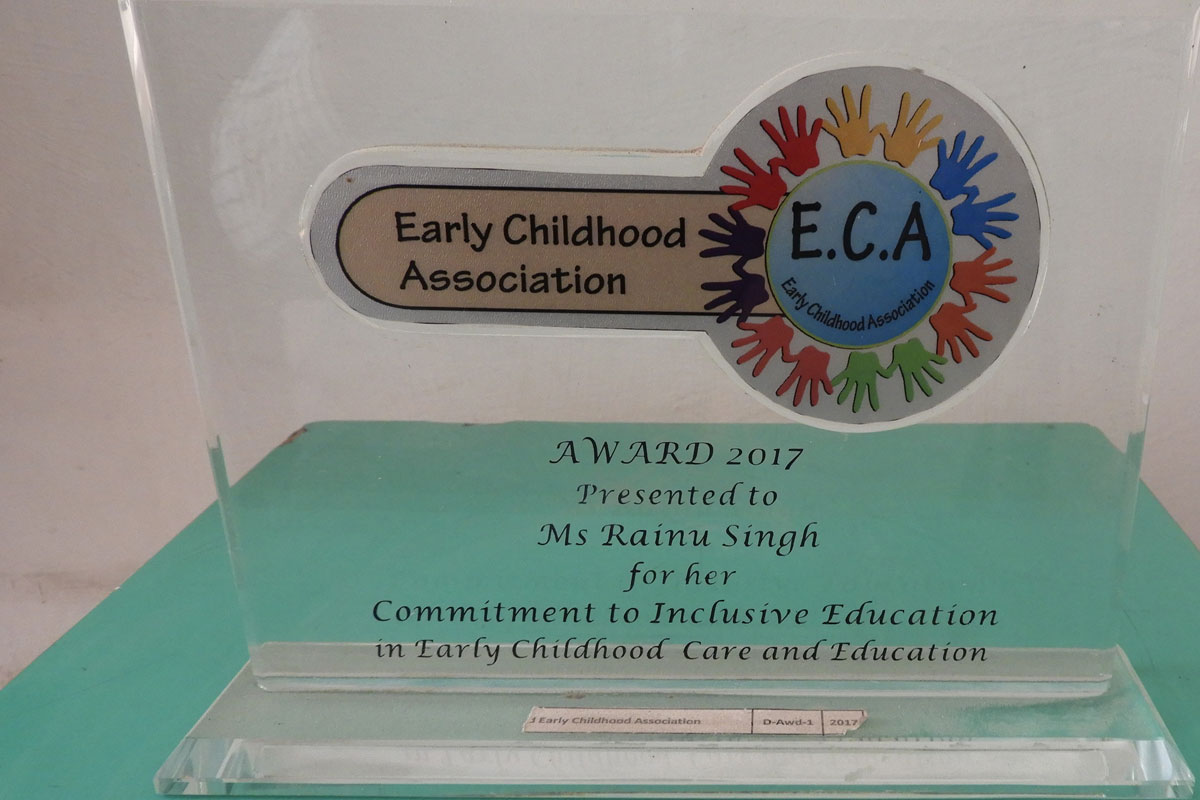 Early Childhood
Association
E.C.A
Early Childhood Association
AWARD 2017
Presented to
Ms Rainu Singh
for her
Commitment to Inclusive Education
in Early Childhood Care and Education
Early Childhood Association D-Awd-1 2017